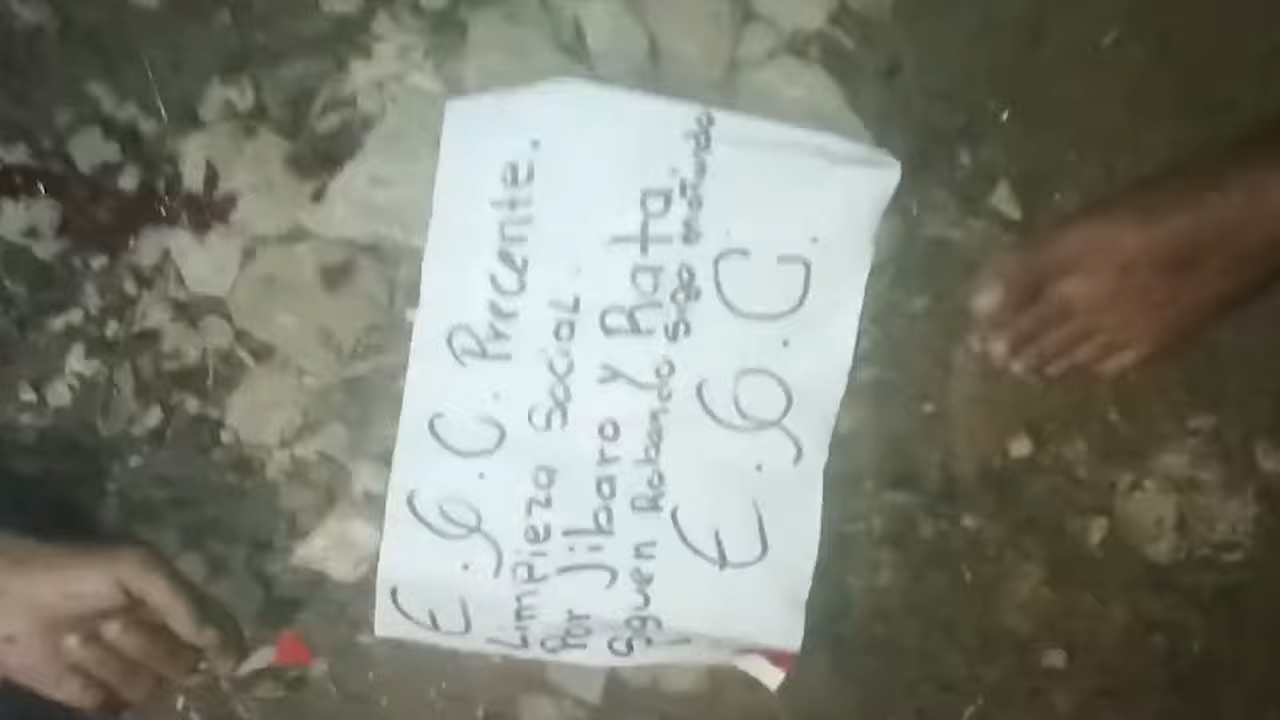 E.G.C. Precente.
Limpieza Social.
Por Jibaro Y Rata
Siguen Robando sigo matando
E.G.C.